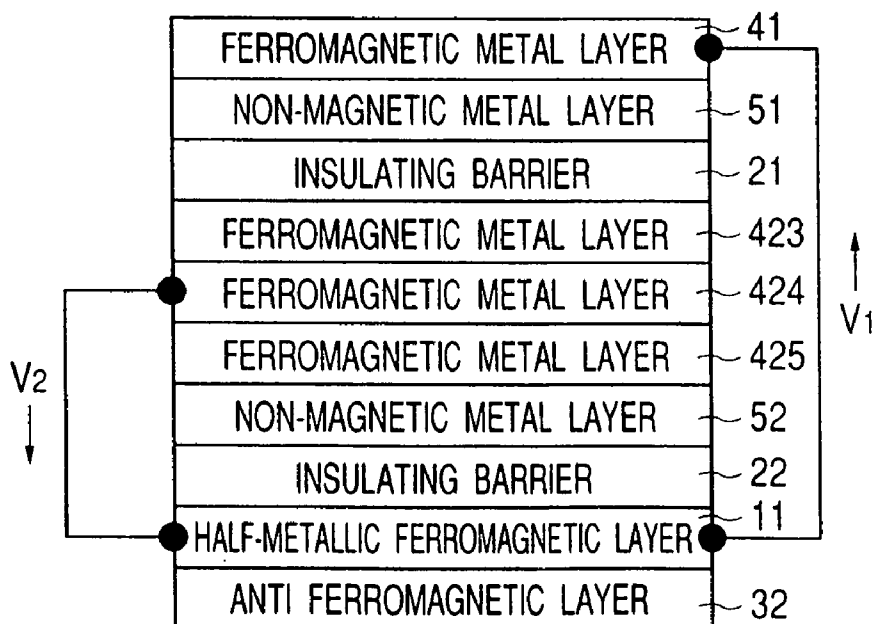 41
FERROMAGNETIC METAL LAYER
NON-MAGNETIC METAL LAYER 51
INSULATING BARRIER 21
FERROMAGNETIC METAL LAYER 423
FERROMAGNETIC METAL LAYER 424
V1
FERROMAGNETIC METAL LAYER 425
V2
NON-MAGNETIC METAL LAYER 52
INSULATING BARRIER 22
11
HALF-METALLIC FERROMAGNETIC LAYER
ANTI FERROMAGNETIC LAYER 32